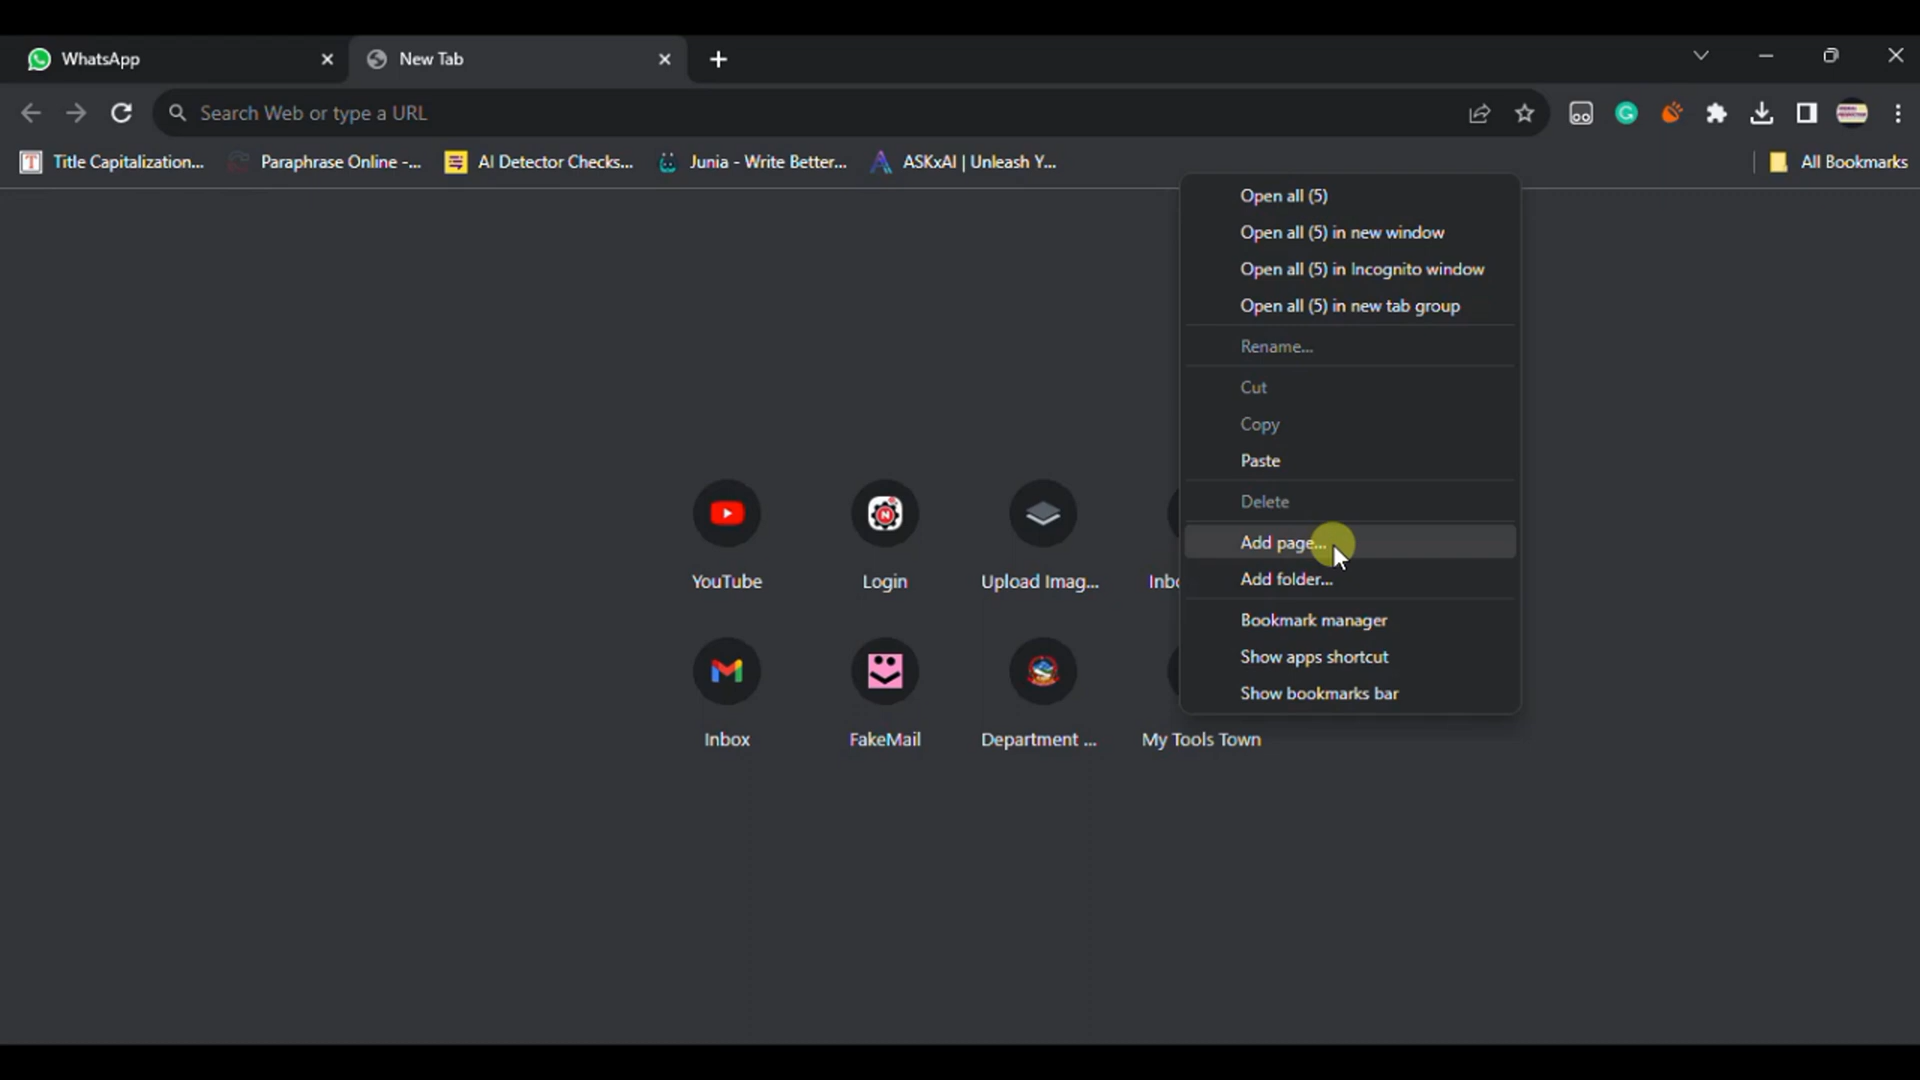 WhatsApp
New Tab
Search Web or type a URL
Title Capitalization...
Paraphrase Online -...
AI Detector Checks...
Junia - Write Better...
ASKxAI | Unleash Y...
All Bookmarks
Open all (5)
Open all (5) in new window
Open all (5) in Incognito window
Open all (5) in new tab group
Rename...
Cut
Copy
Paste
Delete
Add page...
Add folder...
Bookmark manager
Show apps shortcut
Show bookmarks bar
YouTube
Login
Upload Imag...
Inbox
FakeMail
Department ...
My Tools Town